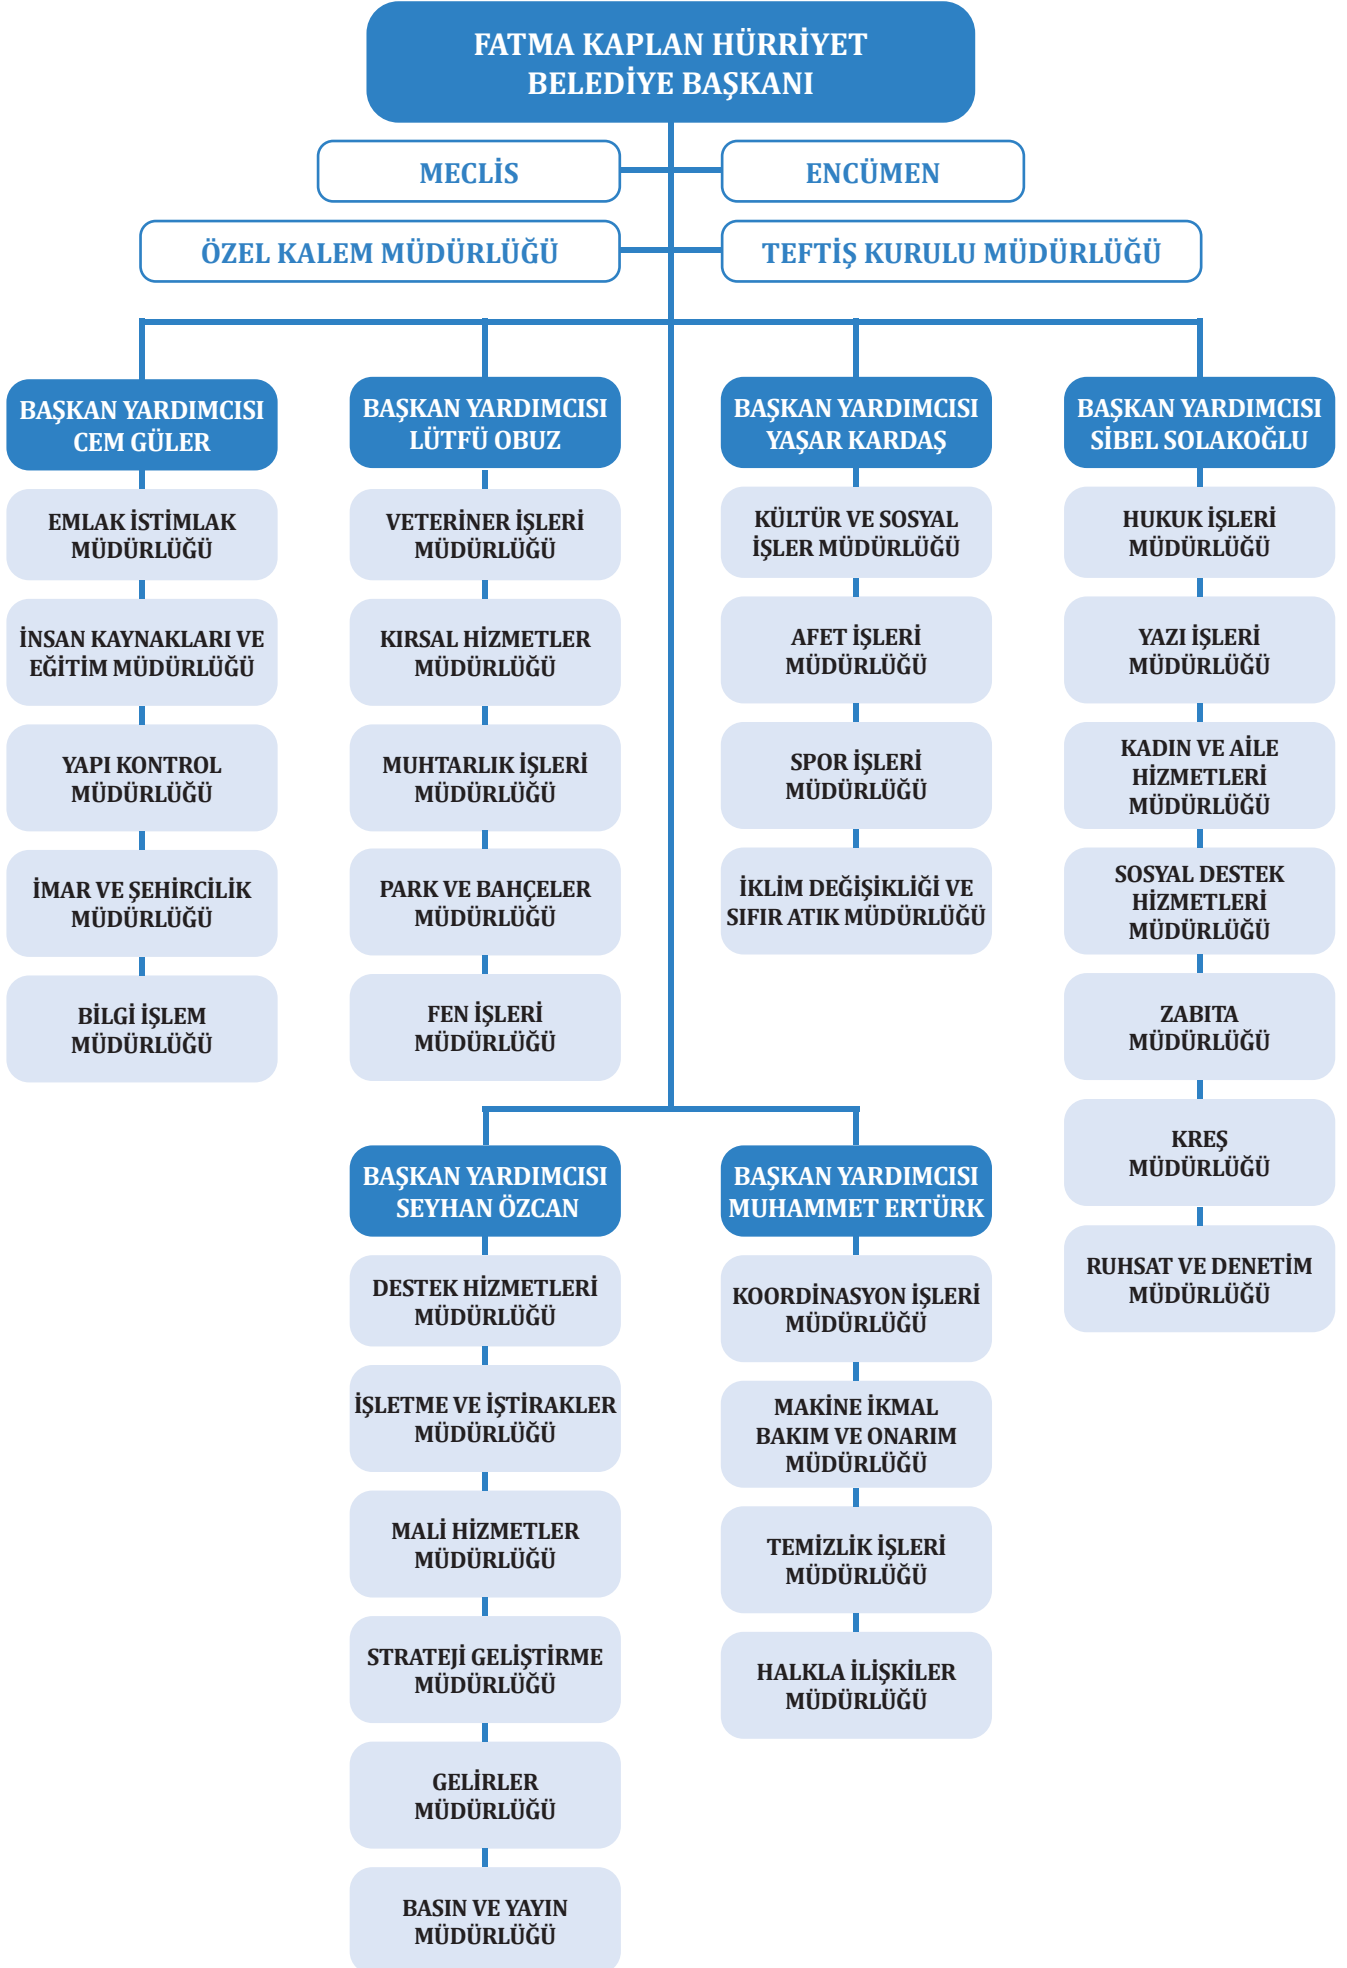 FATMA KAPLAN HÜRRİYET
BELEDİYE BAŞKANI
MECLİS
ENCÜMEN
ÖZEL KALEM MÜDÜRLÜĞÜ
TEFTİŞ KURULU MÜDÜRLÜĞÜ
BAŞKAN YARDIMCISI
CEM GÜLER
EMLAK İSTİMLAK
MÜDÜRLÜĞÜ
İNSAN KAYNAKLARI VE
EĞİTİM MÜDÜRLÜĞÜ
YAPI KONTROL
MÜDÜRLÜĞÜ
İMAR VE ŞEHİRCİLİK
MÜDÜRLÜĞÜ
BİLGİ İŞLEM
MÜDÜRLÜĞÜ
BAŞKAN YARDIMCISI
LÜTFÜ OBUZ
VETERİNER İŞLERİ
MÜDÜRLÜĞÜ
KIRSAL HİZMETLER
MÜDÜRLÜĞÜ
MUHTARLIK İŞLERİ
MÜDÜRLÜĞÜ
PARK VE BAHÇELER
MÜDÜRLÜĞÜ
FEN İŞLERİ
MÜDÜRLÜĞÜ
BAŞKAN YARDIMCISI
YAŞAR KARDAŞ
KÜLTÜR VE SOSYAL
İŞLER MÜDÜRLÜĞÜ
AFET İŞLERİ
MÜDÜRLÜĞÜ
SPOR İŞLERİ
MÜDÜRLÜĞÜ
İKLİM DEĞİŞİKLİĞİ VE
SIFIR ATIK MÜDÜRLÜĞÜ
BAŞKAN YARDIMCISI
SİBEL SOLAKOĞLU
HUKUK İŞLERİ
MÜDÜRLÜĞÜ
YAZI İŞLERİ
MÜDÜRLÜĞÜ
KADIN VE AİLE
HİZMETLERİ
MÜDÜRLÜĞÜ
SOSYAL DESTEK
HİZMETLERİ
MÜDÜRLÜĞÜ
ZABITA
MÜDÜRLÜĞÜ
KREŞ
MÜDÜRLÜĞÜ
RUHSAT VE DENETİM
MÜDÜRLÜĞÜ
BAŞKAN YARDIMCISI
SEYHAN ÖZCAN
DESTEK HİZMETLERİ
MÜDÜRLÜĞÜ
İŞLETME VE İŞTİRAKLER
MÜDÜRLÜĞÜ
MALİ HİZMETLER
MÜDÜRLÜĞÜ
STRATEJİ GELİŞTİRME
MÜDÜRLÜĞÜ
GELİRLER
MÜDÜRLÜĞÜ
BASIN VE YAYIN
MÜDÜRLÜĞÜ
BAŞKAN YARDIMCISI
MUHAMMET ERTÜRK
KOORDİNASYON İŞLERİ
MÜDÜRLÜĞÜ
MAKİNE İKMAL
BAKIM VE ONARIM
MÜDÜRLÜĞÜ
TEMİZLİK İŞLERİ
MÜDÜRLÜĞÜ
HALKLA İLİŞKİLER
MÜDÜRLÜĞÜ